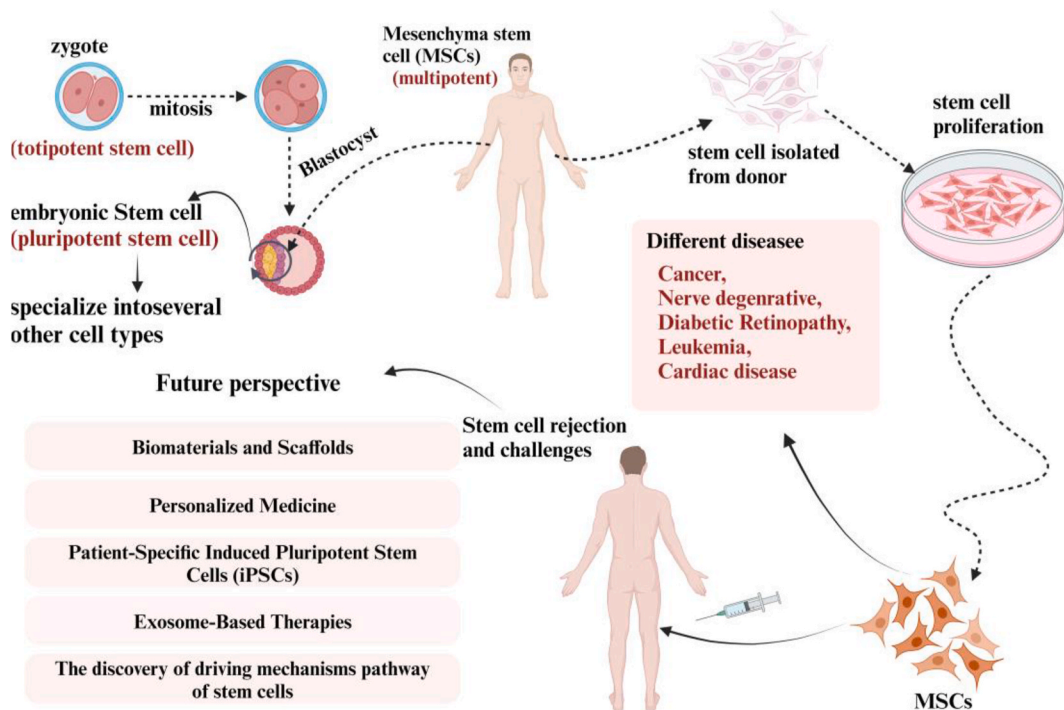 zygote
mitosis
(totipotent stem cell)
Blastocyst
embryonic Stem cell
(pluripotent stem cell)
specialize intoseveral
other cell types
Mesenchyma stem
cell (MSCs)
(multipotent)
stem cell isolated
from donor
stem cell
proliferation
Different diseasee
Cancer,
Nerve degenrative,
Diabetic Retinopathy,
Leukemia,
Cardiac disease
MSCs
Stem cell rejection
and challenges
Future perspective
Biomaterials and Scaffolds
Personalized Medicine
Patient-Specific Induced Pluripotent Stem
Cells (iPSCs)
Exosome-Based Therapies
The discovery of driving mechanisms pathway
of stem cells